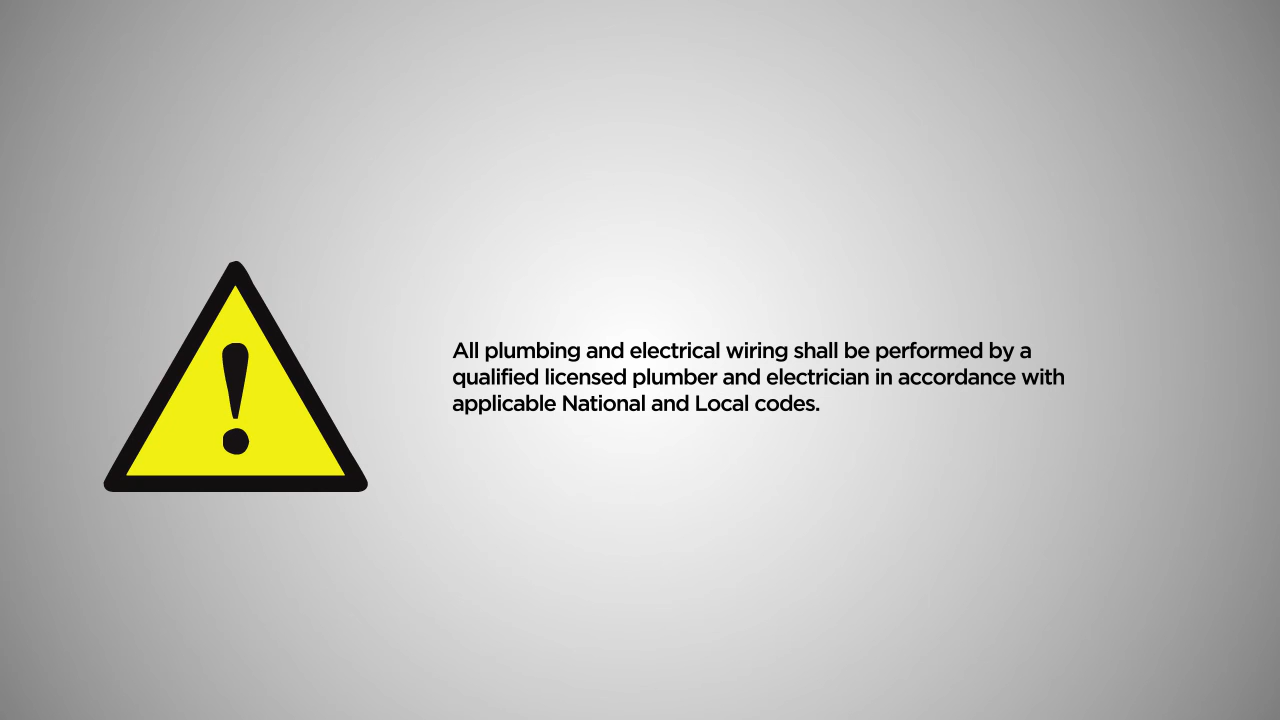 All plumbing and electrical wiring shall be performed by a
qualified licensed plumber and electrician in accordance with
applicable National and Local codes.